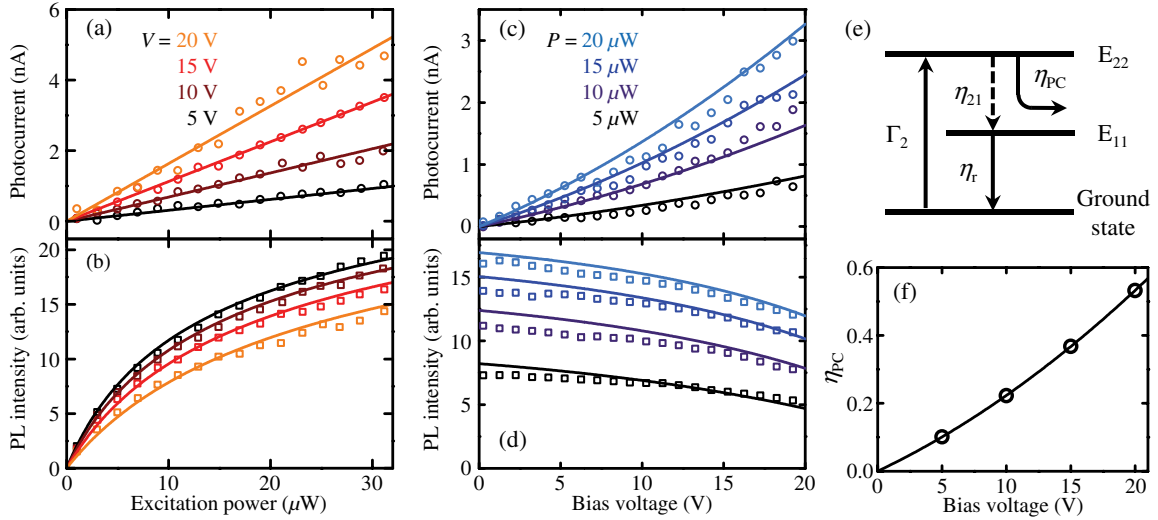 (a)
V = 20 V
15 V
10 V
5 V
Photocurrent (nA)
6
4
2
0
(b)
PL intensity (arb. units)
20
15
10
5
0
0 10 20 30
Excitation power (μW)
(c)
P = 20 μW
15 μW
10 μW
5 μW
Photocurrent (nA)
3
2
1
0
(d)
PL intensity (arb. units)
15
10
5
0 5 10 15 20
Bias voltage (V)
(e)
E22
ηPC
η21
Γ2
E11
ηr
Ground
state
(f)
ηPC
0.6
0.4
0.2
0.0
5 10 15 20
Bias voltage (V)